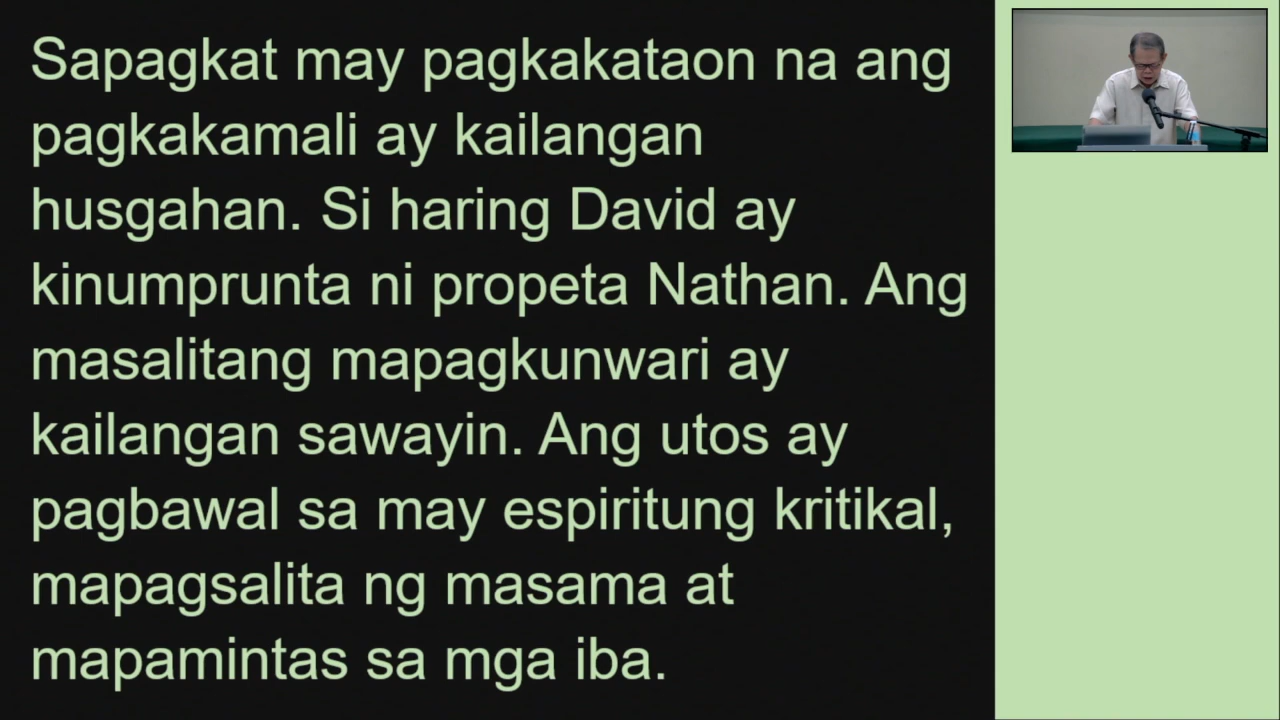 Sapagkat may pagkakataon na ang
pagkakamali ay kailangan
husgahan. Si haring David ay
kinumprunta ni propeta Nathan. Ang
masalitang mapagkunwari ay
kailangan sawayin. Ang utos ay
pagbawal sa may espiritung kritikal,
mapagsalita ng masama at
mapamintas sa mga iba.